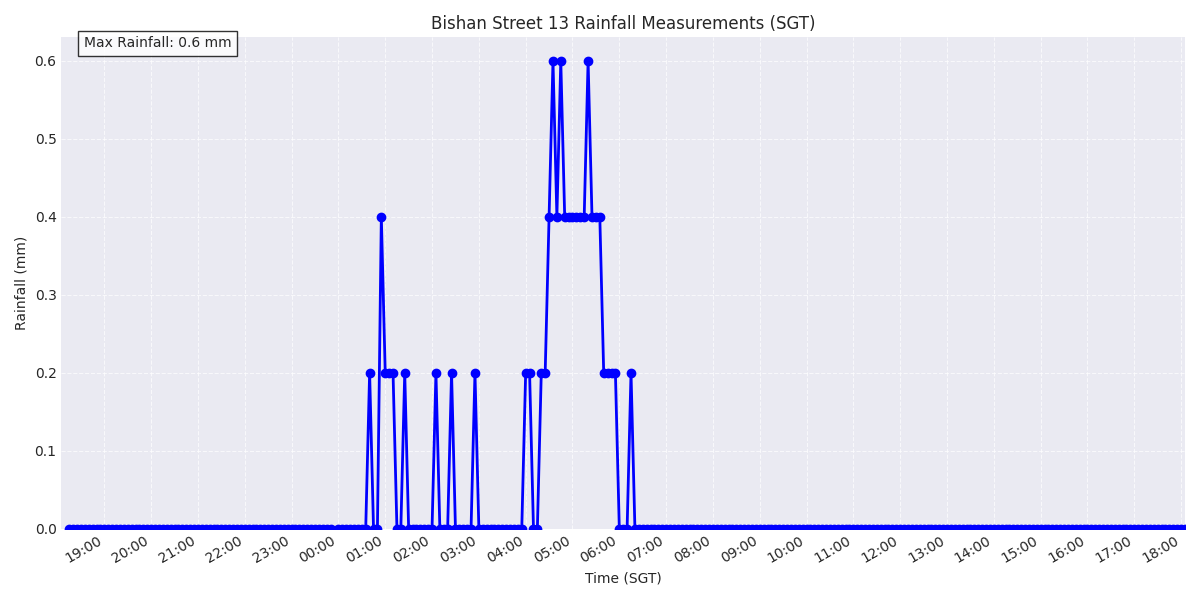 Bishan Street 13 Rainfall Measurements (SGT)
Max Rainfall: 0.6 mm
0.6
0.5
0.4
0.3
0.2
0.1
0.0
Rainfall (mm)
19:00 20:00 21:00 22:00 23:00 00:00 01:00 02:00 03:00 04:00 05:00 06:00 07:00 08:00 09:00 10:00 11:00 12:00 13:00 14:00 15:00 16:00 17:00 18:00
Time (SGT)